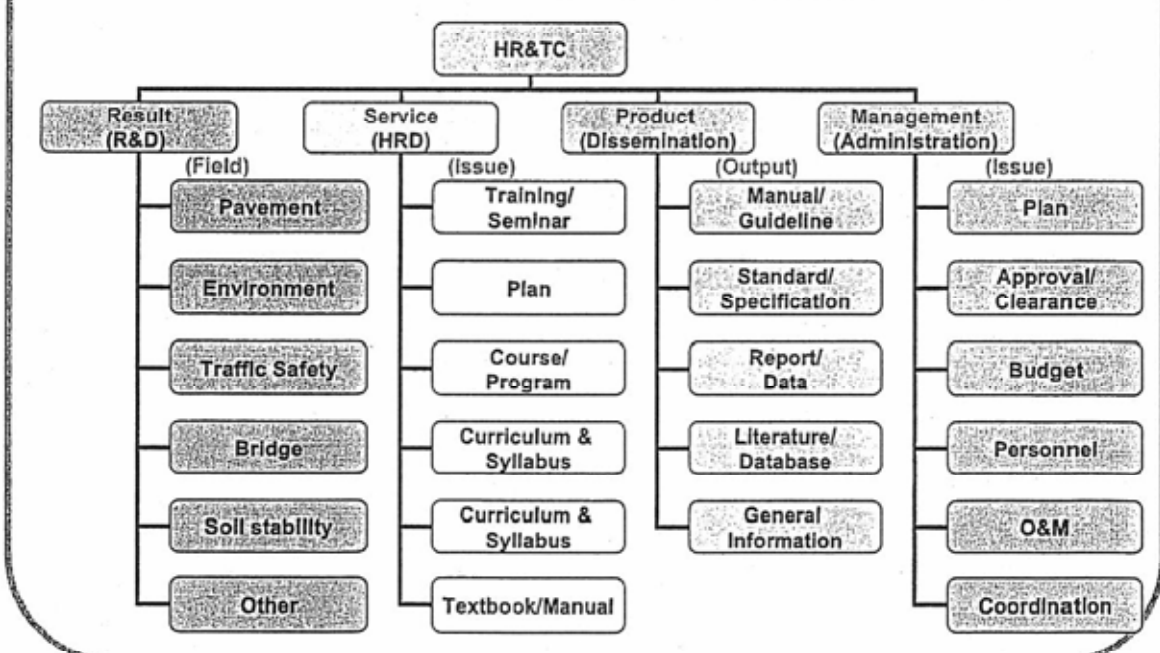 HR&TC
Result
(R&D)
Service
(HRD)
Product
(Dissemination)
Management
(Administration)
(Field)
(Issue)
(Output)
(Issue)
Pavement
Training/
Seminar
Manual/
Guideline
Plan
Environment
Plan
Standard/
Specification
Approval/
Clearance
Traffic Safety
Course/
Program
Report/
Data
Budget
Bridge
Curriculum &
Syllabus
Literature/
Database
Personnel
Soil stability
Curriculum &
Syllabus
General
Information
O&M
Other
Textbook/Manual
Coordination